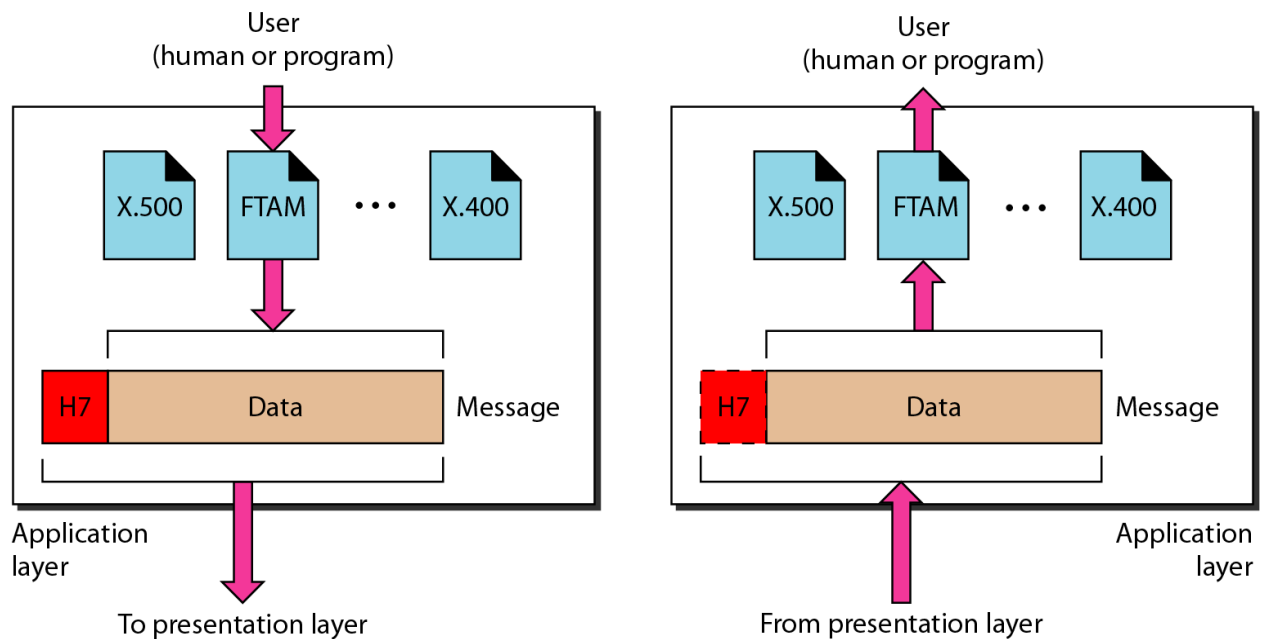 User
(human or program)
X.500
FTAM
...
X.400
H7
Data
Message
Application
layer
To presentation layer
User
(human or program)
X.500
FTAM
...
X.400
H7
Data
Message
Application
layer
From presentation layer